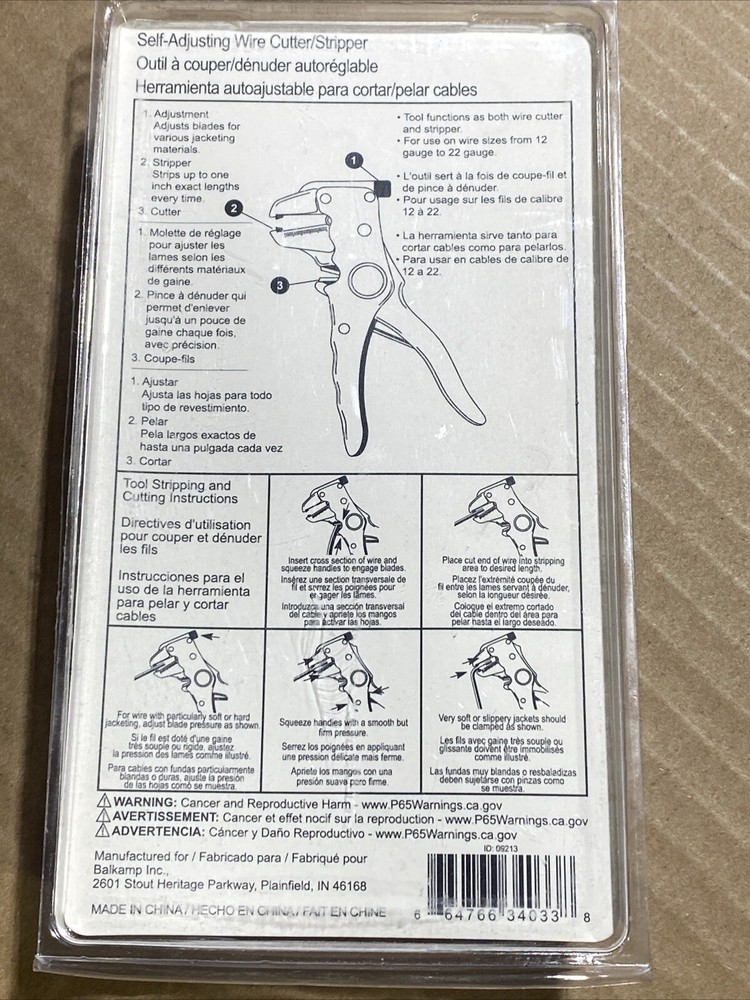 Self-Adjusting Wire Cutter/Stripper
Outil à couper/dénuder autoréglable
Herramienta autoajustable para cortar/pelar cables
1. Adjustment
Adjusts blades for
various jacketing
materials.
2. Stripper
Strips up to one
inch exact lengths
every time.
3. Cutter
1. Molette de réglage
pour ajuster les
lames selon les
différents matériaux
de gaine.
2. Pince à dénuder qui
permet d'enlever
jusqu'à un pouce de
gaine chaque fois,
avec précision.
3. Coupe-fils
1. Ajustar
Ajusta las hojas para todo
tipo de revestimiento.
2. Pelar
Pela largos exactos de
hasta una pulgada cada vez
3. Cortar
1
2
3
• Tool functions as both wire cutter
and stripper.
• For use on wire sizes from 12
gauge to 22 gauge.
• L'outil sert à la fois de coupe-fil et
de pince à dénuder.
• Pour usage sur les fils de calibre
12 à 22.
• La herramienta sirve tanto para
cortar cables como para pelarlos.
• Para usar en cables de calibre de
12 a 22.
Tool Stripping and
Cutting Instructions
Directives d'utilisation
pour couper et dénuder
les fils
Instrucciones para el
uso de la herramienta
para pelar y cortar
cables
Insert cross section of wire and
squeeze handles to engage blades.
Insérez une section transversale de
fil et serrez les poignées pour
engager les lames.
Introduzca una sección transversal
del cable y apriete los mangos
para activar las hojas.
Place cut end of wire into stripping
area to desired length.
Placez l'extrémité coupée du
fil entre les lames servant à dénuder,
selon la longueur désirée.
Coloque el extremo cortado
del cable dentro del área para
pelar hasta el largo deseado.
For wire with particularly soft or hard
jacketing, adjust blade pressure as shown.
Si le fil est doté d'une gaine
très souple ou rigide, ajustez
la pression des lames comme illustré.
Para cables con fundas particularmente
blandas o duras, ajuste la presión
de las hojas como se muestra.
Squeeze handles with a smooth but
firm pressure.
Serrez les poignées en appliquant
une pression délicate mais ferme.
Apriete los mangos con una
presión suave pero firme.
Very soft or slippery jackets should
be clamped as shown.
Les fils avec gaine très souple ou
glissante doivent être immobilisés
comme illustré.
Las fundas muy blandas o resbaladizas
deben sujetarse con pinzas como
se muestra.
WARNING: Cancer and Reproductive Harm - www.P65Warnings.ca.gov
AVERTISSEMENT: Cancer et effet nocif sur la reproduction - www.P65Warnings.ca.gov
ADVERTENCIA: Cáncer y Daño Reproductivo - www.P65Warnings.ca.gov
Manufactured for / Fabricado para / Fabriqué pour
Balkamp Inc.,
2601 Stout Heritage Parkway, Plainfield, IN 46168
MADE IN CHINA / HECHO EN CHINA / FAIT EN CHINE
ID: 09213
6 64766 34033 8